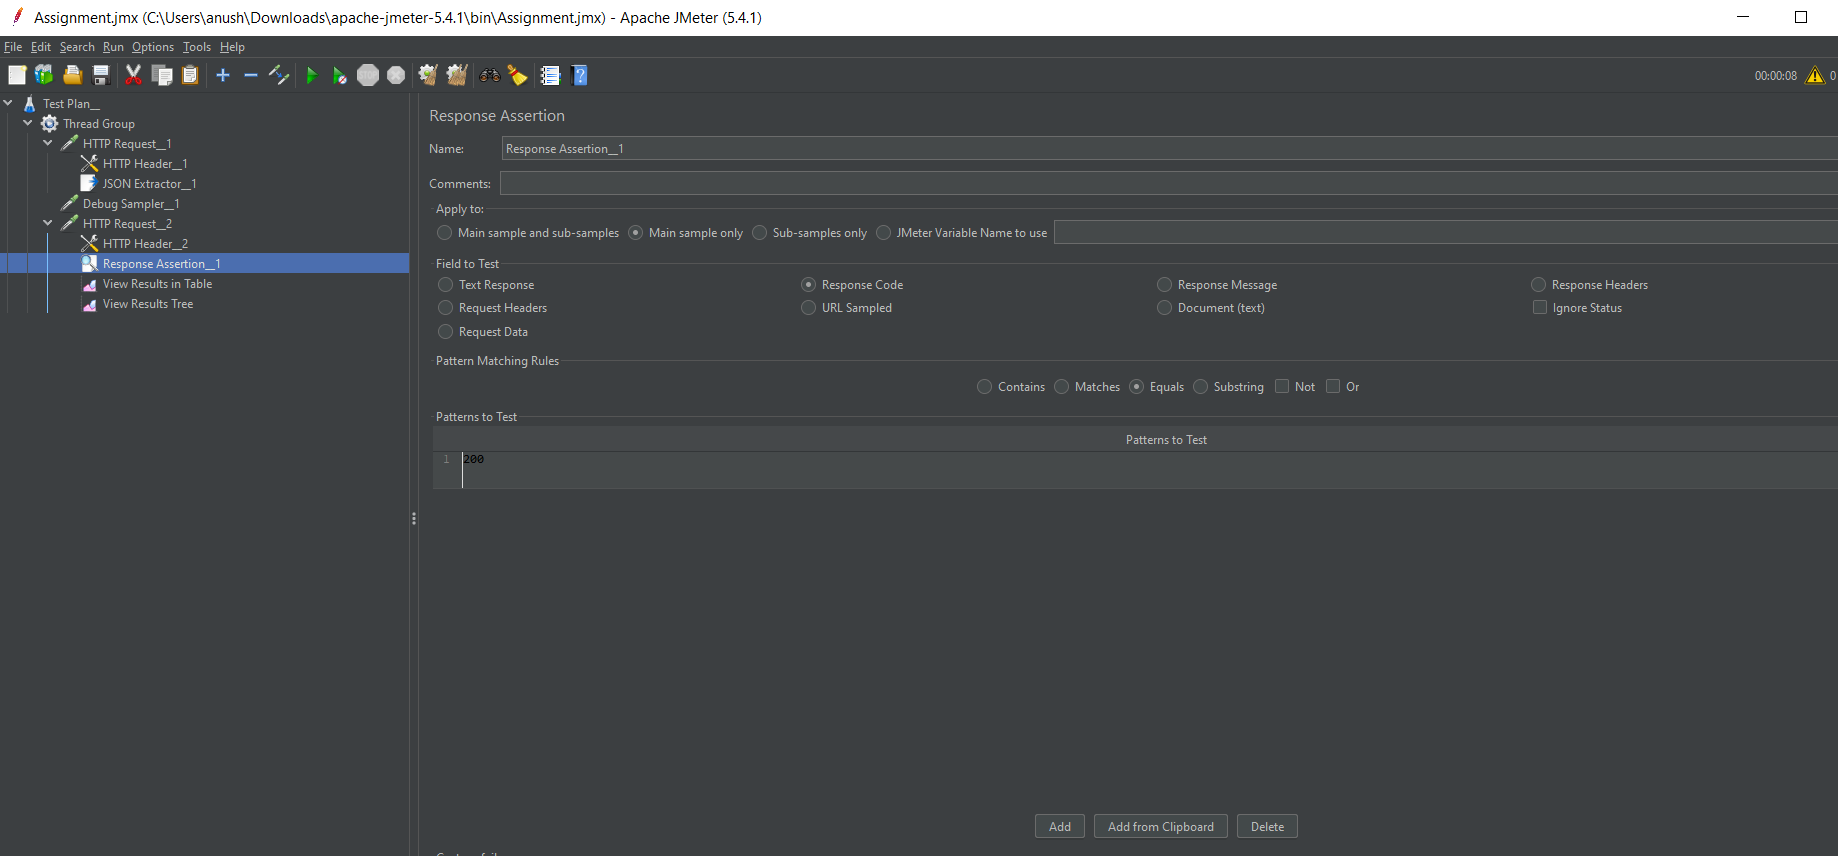 Assignment.jmx (C:\Users\anush\Downloads\apache-jmeter-5.4.1\bin\Assignment.jmx) - Apache JMeter (5.4.1)
File Edit Search Run Options Tools Help
STOP
00:00:08 0
Test Plan__
Thread Group
HTTP Request__1
HTTP Header__1
JSON Extractor__1
Debug Sampler__1
HTTP Request__2
HTTP Header__2
Response Assertion__1
View Results in Table
View Results Tree
Response Assertion
Name: Response Assertion__1
Comments:
Apply to:
Main sample and sub-samples Main sample only Sub-samples only JMeter Variable Name to use
Field to Test
Text Response Response Code Response Message Response Headers
Request Headers URL Sampled Document (text) Ignore Status
Request Data
Pattern Matching Rules
Contains Matches Equals Substring Not Or
Patterns to Test
Patterns to Test
1 200
Add Add from Clipboard Delete